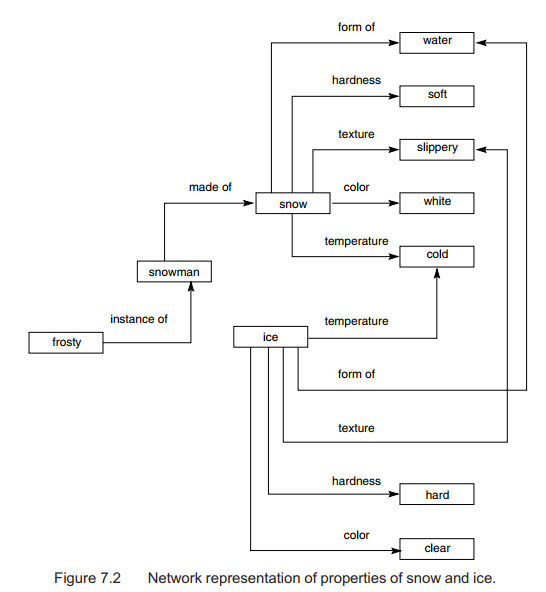 form of
water
hardness
soft
texture
slippery
made of
color
snow
white
temperature
cold
snowman
instance of
temperature
frosty
ice
form of
texture
hardness
hard
color
clear
Figure 7.2 Network representation of properties of snow and ice.